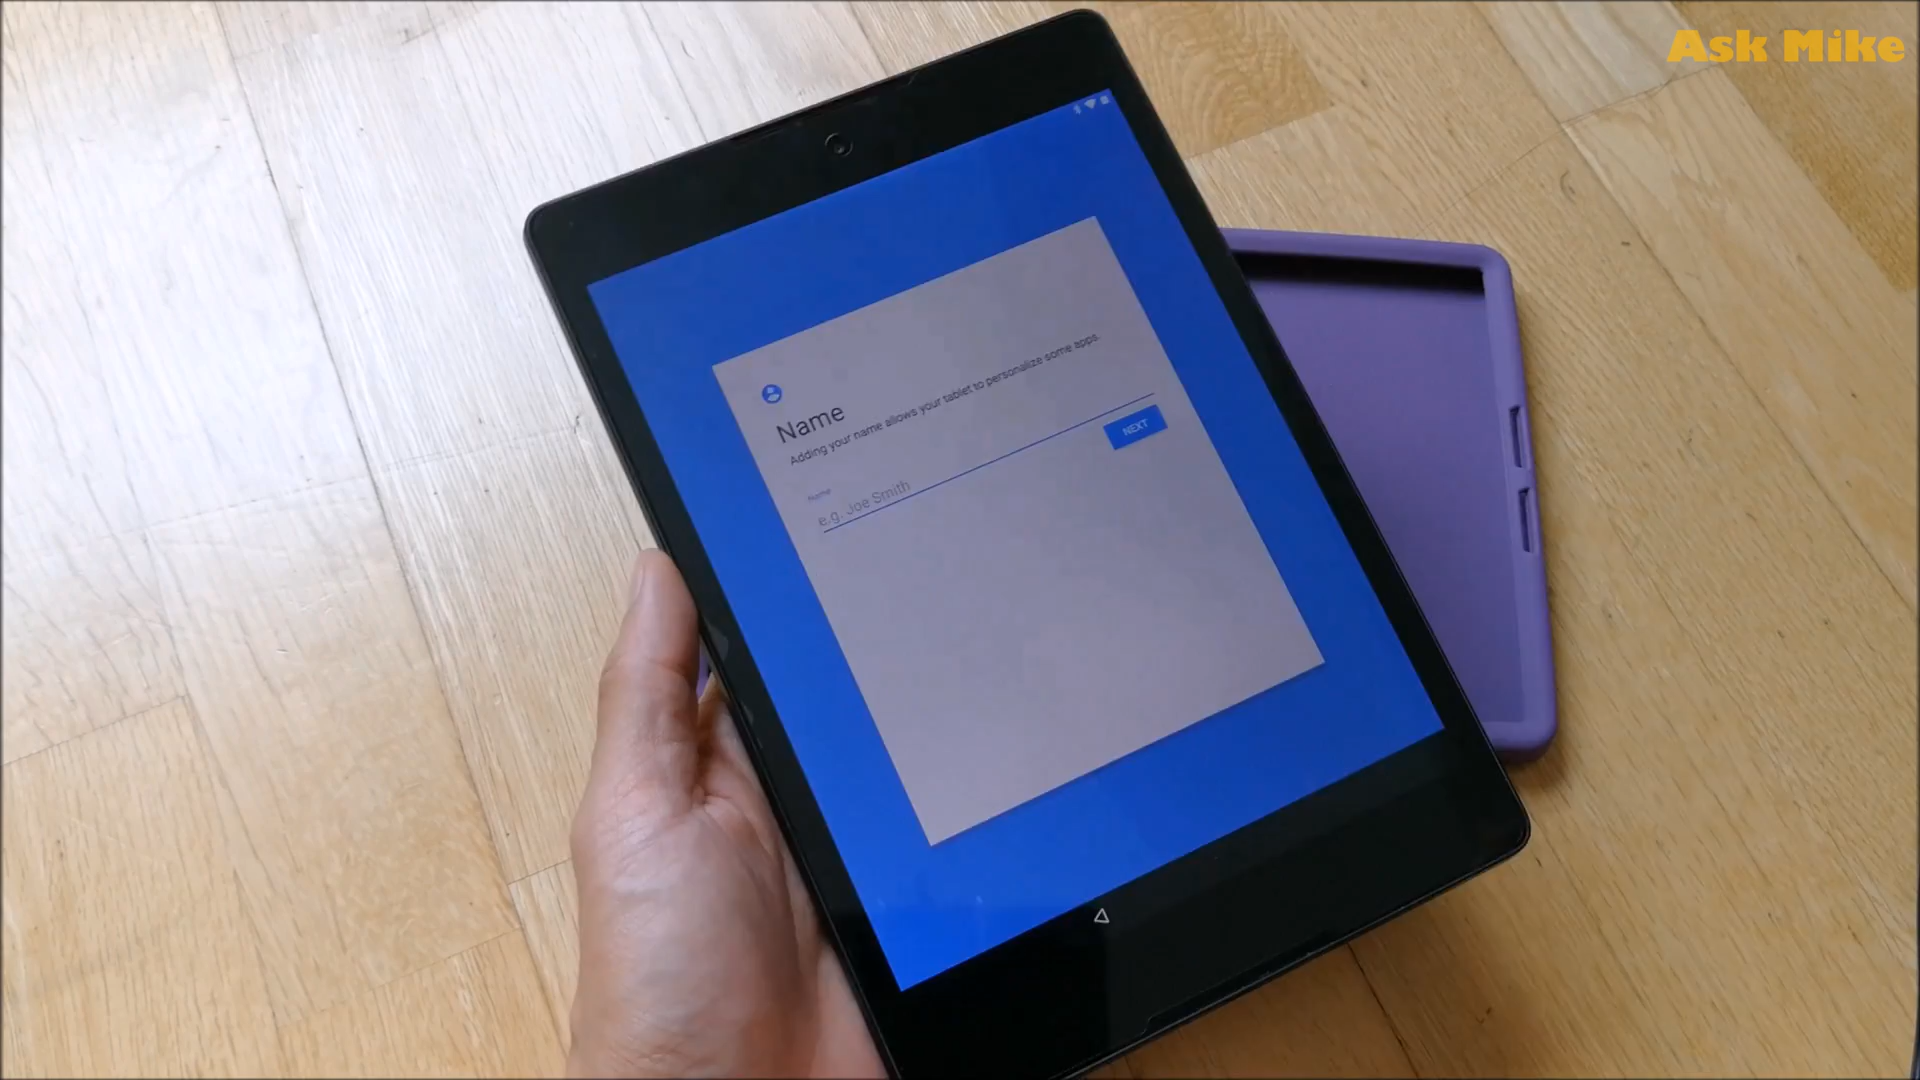 Ask Mike
Name
Adding your name allows your tablet to personalize some apps.
Name
e.g. Joe Smith
NEXT